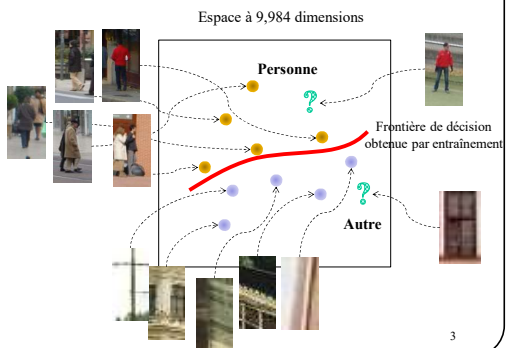 Espace à 9,984 dimensions
Personne
?
Frontière de décision
obtenue par entraînement
?
Autre
3